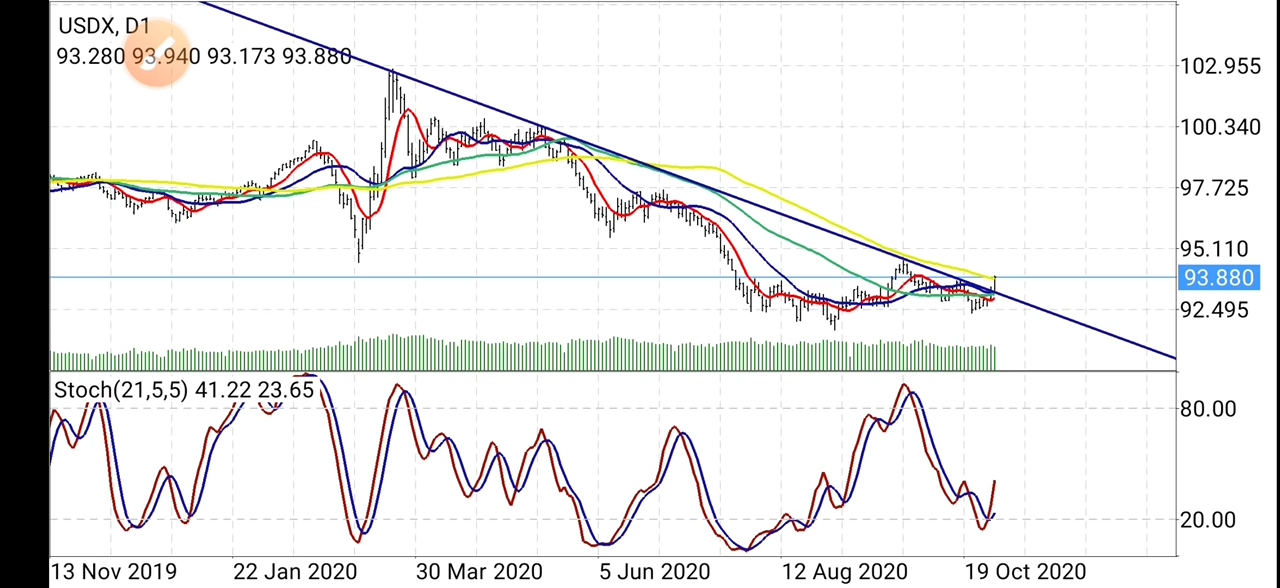 USDX, D1
93.280 93.940 93.173 93.880
102.955
100.340
97.725
95.110
93.880
92.495
Stoch(21,5,5) 41.22 23.65
80.00
20.00
13 Nov 2019 22 Jan 2020 30 Mar 2020 5 Jun 2020 12 Aug 2020 19 Oct 2020